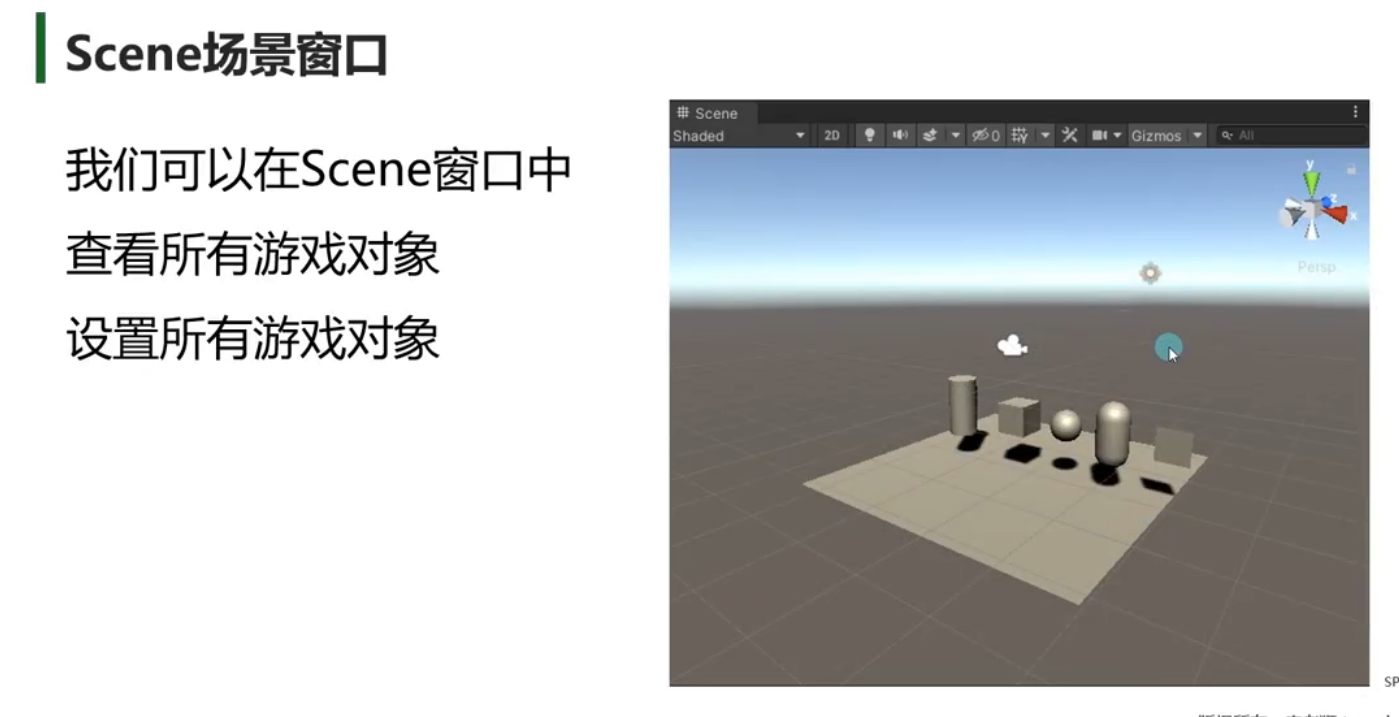 Scene场景窗口
我们可以在Scene窗口中
查看所有游戏对象
设置所有游戏对象
Scene
Shaded 2D 0 Gizmos All
y
z
x
Persp
SP